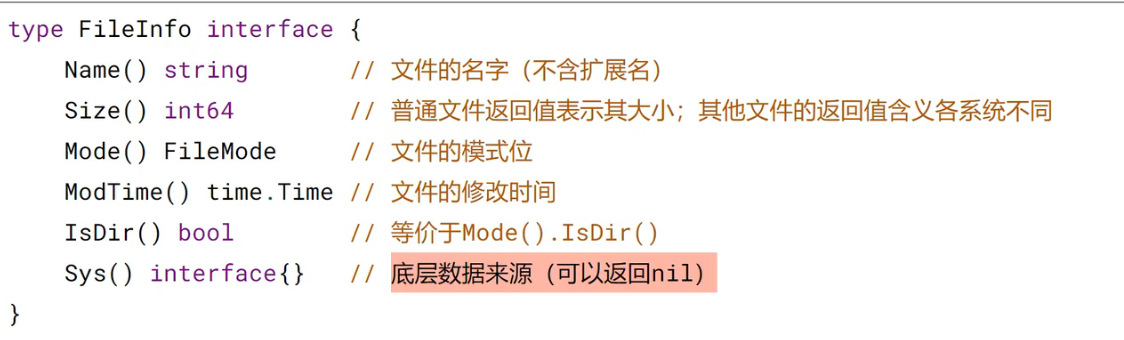 type FileInfo interface {
    Name() string       // 文件的名字（不含扩展名）
    Size() int64        // 普通文件返回值表示其大小；其他文件的返回值含义各系统不同
    Mode() FileMode     // 文件的模式位
    ModTime() time.Time // 文件的修改时间
    IsDir() bool        // 等价于Mode().IsDir()
    Sys() interface{}   // 底层数据来源（可以返回nil）
}